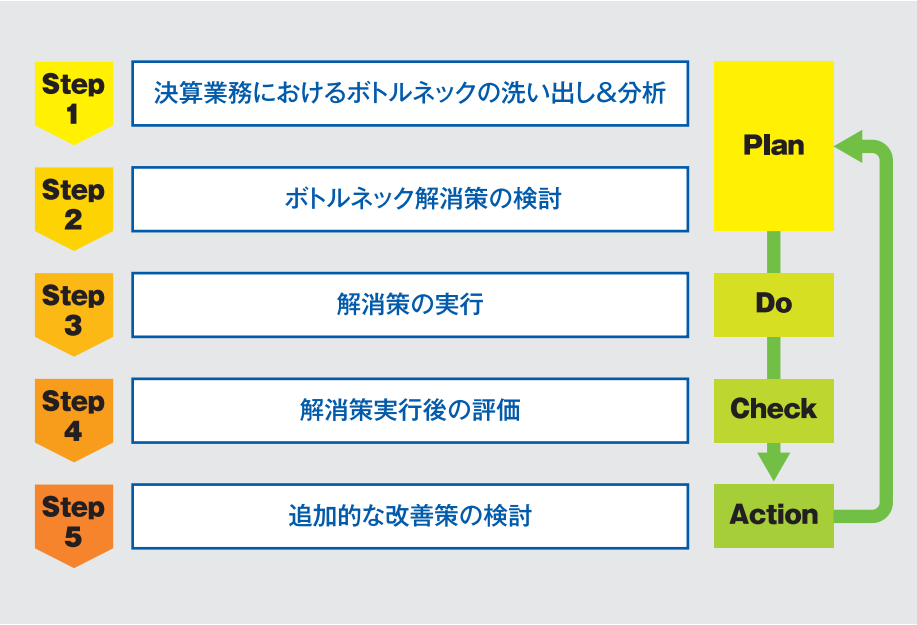 Step
1
決算業務におけるボトルネックの洗い出し&分析
Plan
Step
2
ボトルネック解消策の検討
Step
3
解消策の実行
Do
Step
4
解消策実行後の評価
Check
Step
5
追加的な改善策の検討
Action